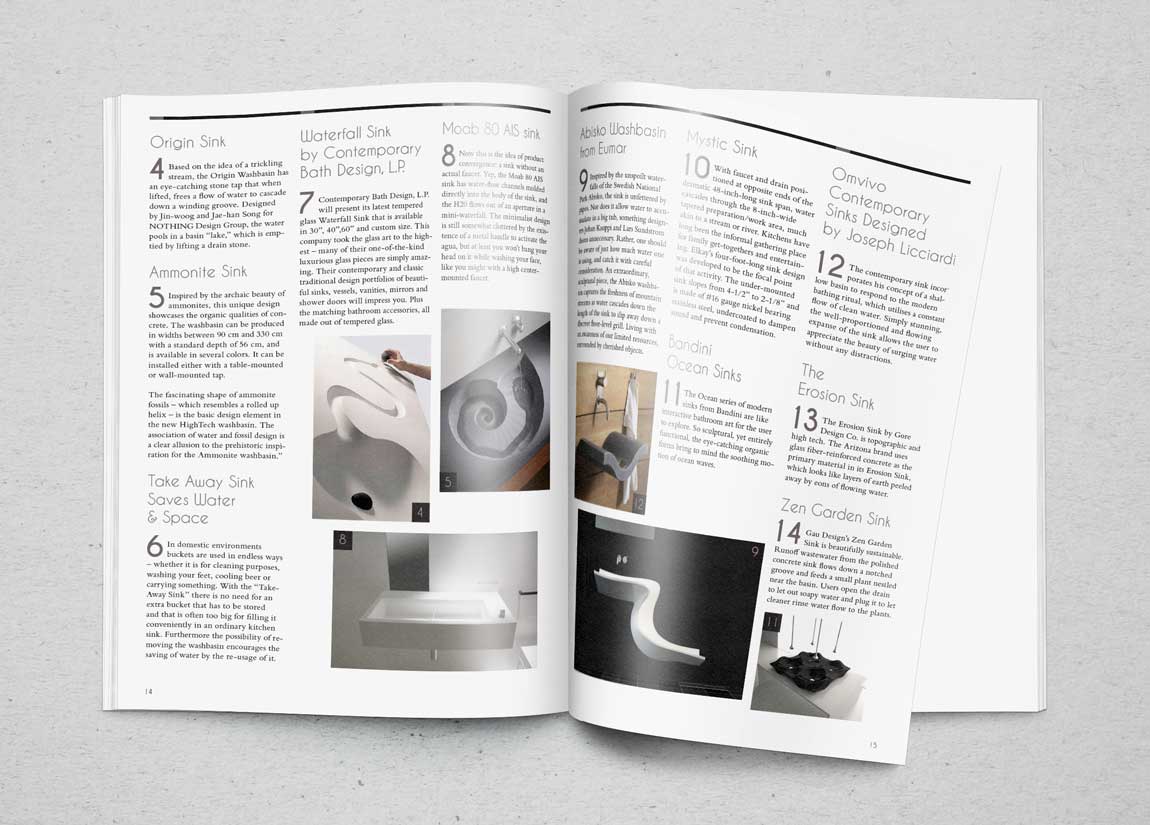 Origin Sink
4 Based on the idea of a trickling
stream, the Origin Washbasin has
an eye-catching stone tap that when
lifted, frees a flow of water to cascade
down a winding groove. Designed
by Jin-woog and Jae-han Song for
NOTHING Design Group, the water
pools in a basin “lake,” which is emp-
tied by lifting a drain stone.
Ammonite Sink
5 Inspired by the archaic beauty of
ammonites, this unique design
showcases the organic qualities of con-
crete. The washbasin can be produced
in widths between 90 cm and 330 cm
with a standard depth of 56 cm, and
is available in several colors. It can be
installed either with a table-mounted
or wall-mounted tap.
The fascinating shape of ammonite
fossils – which resembles a rolled up
helix – is the basic design element in
the new HighTech washbasin. The
association of water and fossil design is
a clear allusion to the prehistoric inspi-
ration for the Ammonite washbasin.”
Take Away Sink
Saves Water
& Space
6 In domestic environments
buckets are used in endless ways
– whether it is for cleaning purposes,
washing your feet, cooling beer or
carrying something. With the “Take-
Away Sink” there is no need for an
extra bucket that has to be stored
and that is often too big for filling it
conveniently in an ordinary kitchen
sink. Furthermore the possibility of re-
moving the washbasin encourages the
saving of water by the re-usage of it.
14
Waterfall Sink
by Contemporary
Bath Design, L.P.
7 Contemporary Bath Design, L.P.
will present its latest tempered
glass Waterfall Sink that is available
in 30”, 40”,60” and custom size. This
company took the glass art to the high-
est – many of their one-of-the-kind
luxurious glass pieces are simply amaz-
ing. Their contemporary and classic
traditional design portfolios of beauti-
ful sinks, vessels, vanities, mirrors and
shower doors will impress you. Plus
the matching bathroom accessories, all
made out of tempered glass.
4
8
Moab 80 AIS sink
8 Now this is the idea of product
convergence: a sink without an
actual faucet. Yep, the Moab 80 AIS
sink has water-flow channels molded
directly into the body of the sink, and
the H20 flows out of an aperture in a
mini-waterfall. The minimalist design
is still somewhat cluttered by the exis-
tence of a metal handle to activate the
agua, but at least you won't bang your
head on it while washing your face,
like you might with a high center-
mounted faucet.
5
Abisko Washbasin
from Eumar
9 Inspired by the unspoilt water-
falls of the Swedish National
Park Abisko, the sink is unfettered by
pipes. Nor does it allow water to accu-
mulate in a big tub, something design-
ers Johan Kauppi and Lars Sundstrom
deems unnecessary. Rather, one should
be aware of just how much water one
is using, and catch it with careful
consideration. An extraordinary,
sculptural piece, the Abisko washba-
sin captures the freshness of mountain
streams as water cascades down the
length of the sink to slip away down a
discreet floor-level grill. Living with
an awareness of our limited resources,
surrounded by cherished objects.
12
9
Mystic Sink
10 With faucet and drain posi-
tioned at opposite ends of the
dramatic 48-inch-long sink span, water
cascades through the 8-inch-wide
tapered preparation/work area, much
akin to a stream or river. Kitchens have
long been the informal gathering place
for family get-togethers and entertain-
ing. Elkay's four-foot-long sink design
was developed to be the focal point
of that activity. The under-mounted
sink slopes from 4-1/2” to 2-1/8” and
is made of #16 gauge nickel bearing
stainless steel, undercoated to dampen
sound and prevent condensation.
Bandini
Ocean Sinks
11 The Ocean series of modern
sinks from Bandini are like
interactive bathroom art for the user
to explore. So sculptural, yet entirely
functional, the eye-catching organic
forms bring to mind the soothing mo-
tion of ocean waves.
Omvivo
Contemporary
Sinks Designed
by Joseph Licciardi
12 The contemporary sink incor
porates his concept of a shal-
low basin to respond to the modern
bathing ritual, which utilises a constant
flow of clean water. Simply stunning,
the well-proportioned and flowing
expanse of the sink allows the user to
appreciate the beauty of surging water
without any distractions.
The
Erosion Sink
13 The Erosion Sink by Gore
Design Co. is topographic and
high tech. The Arizona brand uses
glass fiber-reinforced concrete as the
primary material in its Erosion Sink,
which looks like layers of earth peeled
away by eons of flowing water.
Zen Garden Sink
14 Gau Design's Zen Garden
Sink is beautifully sustainable.
Runoff wastewater from the polished
concrete sink flows down a notched
groove and feeds a small plant nestled
near the basin. Users open the drain
to let out soapy water and plug it to let
cleaner rinse water flow to the plants.
11
15